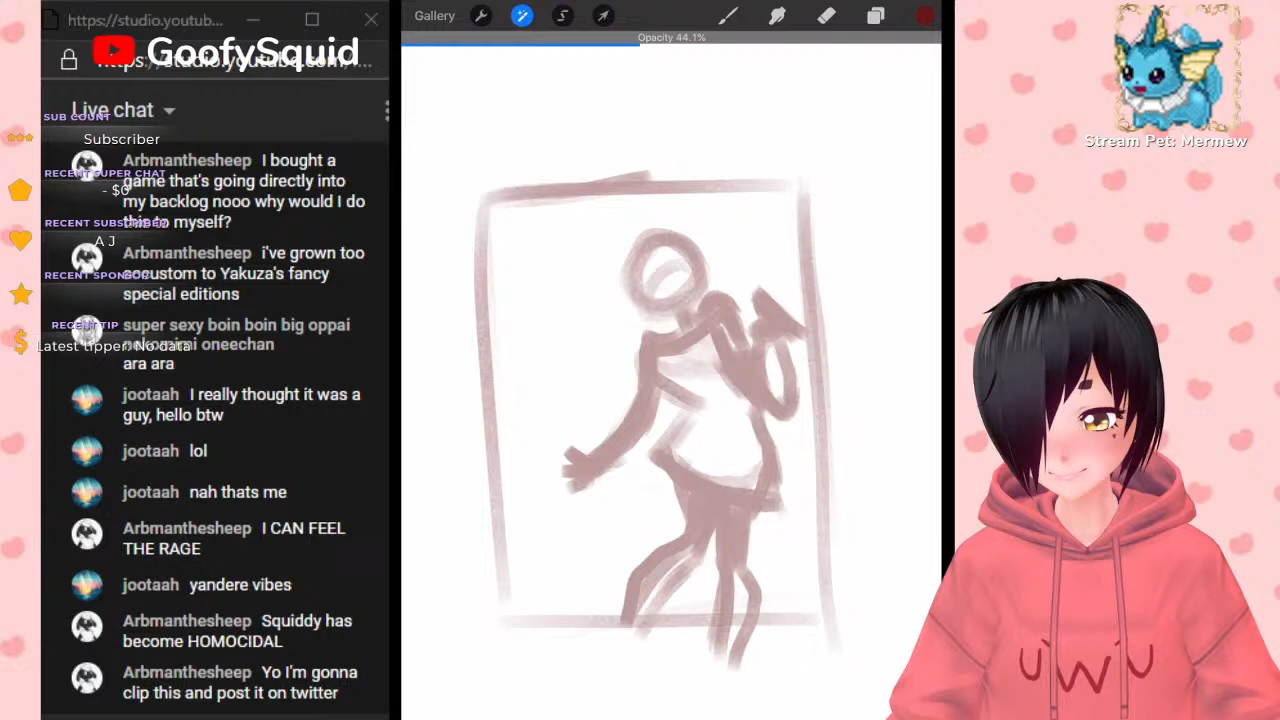 https://studio.youtub...
GoofySquid
https://studio.youtube.com/...
Live chat
SUB COUNT
Subscriber
Arbmanthesheep I bought a
RECENT SUPER CHAT
game that's going directly into
- $0
my backlog nooo why would I do
RECENT SUBSCRIBER
this to myself?
A J
Arbmanthesheep i've grown too
accustom to Yakuza's fancy
RECENT SPONSOR
special editions
RECENT TIP
super sexy boin boin big oppai
Latest tipper: No data
nekomimi oneechan
ara ara
jootaah I really thought it was a
guy, hello btw
jootaah lol
jootaah nah thats me
Arbmanthesheep I CAN FEEL
THE RAGE
jootaah yandere vibes
Arbmanthesheep Squiddy has
become HOMOCIDAL
Arbmanthesheep Yo I'm gonna
clip this and post it on twitter
Gallery
Opacity 44.1%
Stream Pet: Mermew
UWU